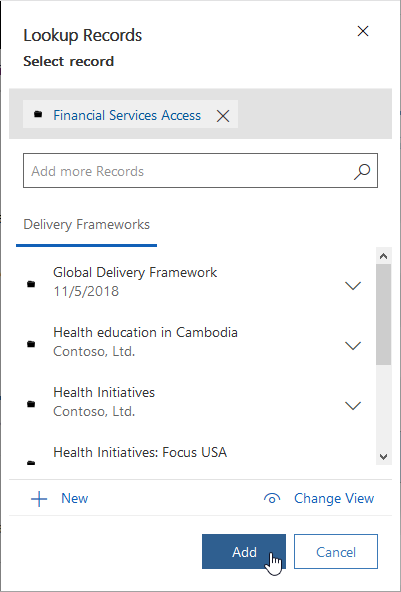 Lookup Records
Select record
Financial Services Access
Add more Records
Delivery Frameworks
Global Delivery Framework
11/5/2018
Health education in Cambodia
Contoso, Ltd.
Health Initiatives
Contoso, Ltd.
Health Initiatives: Focus USA
New Change View
Add Cancel